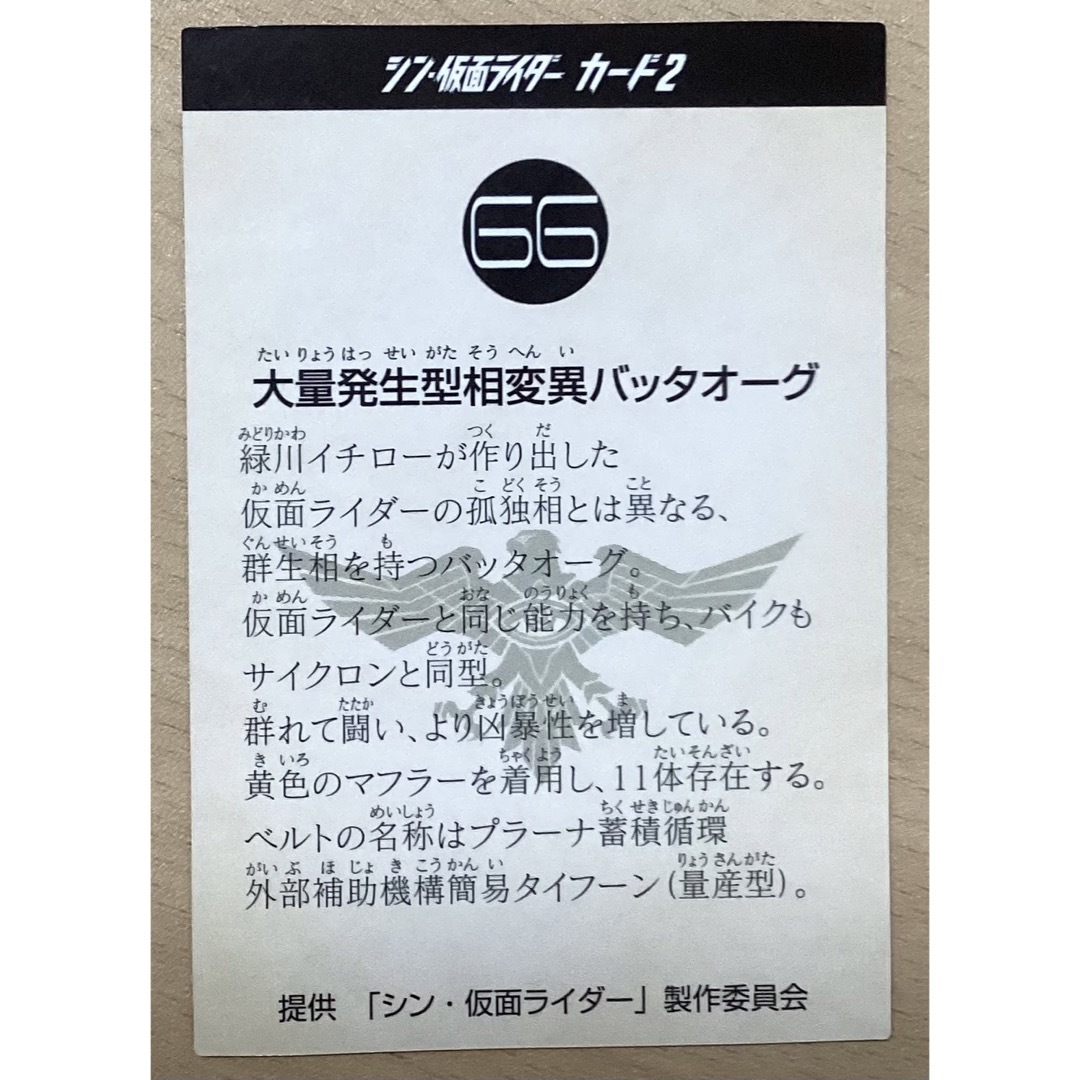 シン・仮面ライダー カード2
66
たいりょうはっせいがたそうへんい
大量発生型相変異バッタオーグ
みどりかわ つく だ
緑川イチローが作り出した
かめん こどくそう こと
仮面ライダーの孤独相とは異なる、
ぐんせいそう も
群生相を持つバッタオーグ。
かめん おな のうりょく も
仮面ライダーと同じ能力を持ち、バイクも
どうがた
サイクロンと同型。
む たたか きょうぼうせい ま
群れて闘い、より凶暴性を増している。
きいろ ちゃくよう たいそんざい
黄色のマフラーを着用し、11体存在する。
めいしょう ちくせきじゅんかん
ベルトの名称はプラーナ蓄積循環
がいぶほじょきこうかんい りょうさんがた
外部補助機構簡易タイフーン(量産型)。
提供 「シン・仮面ライダー」製作委員会